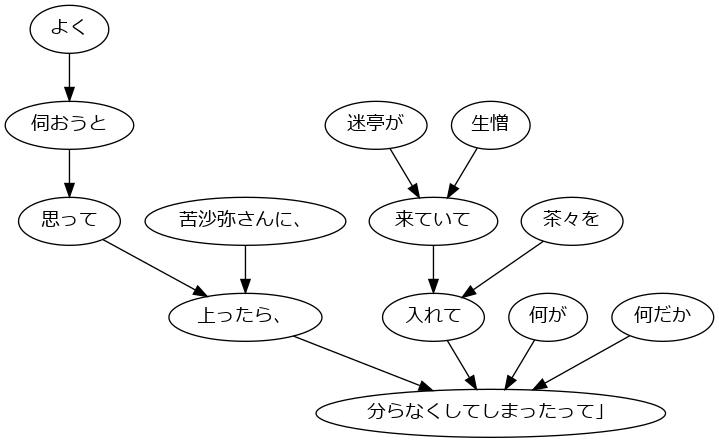 よく
伺おうと
迷亭が
生憎
思って
苦沙弥さんに、
来ていて
茶々を
上ったら、
入れて
何が
何だか
分らなくしてしまったって」